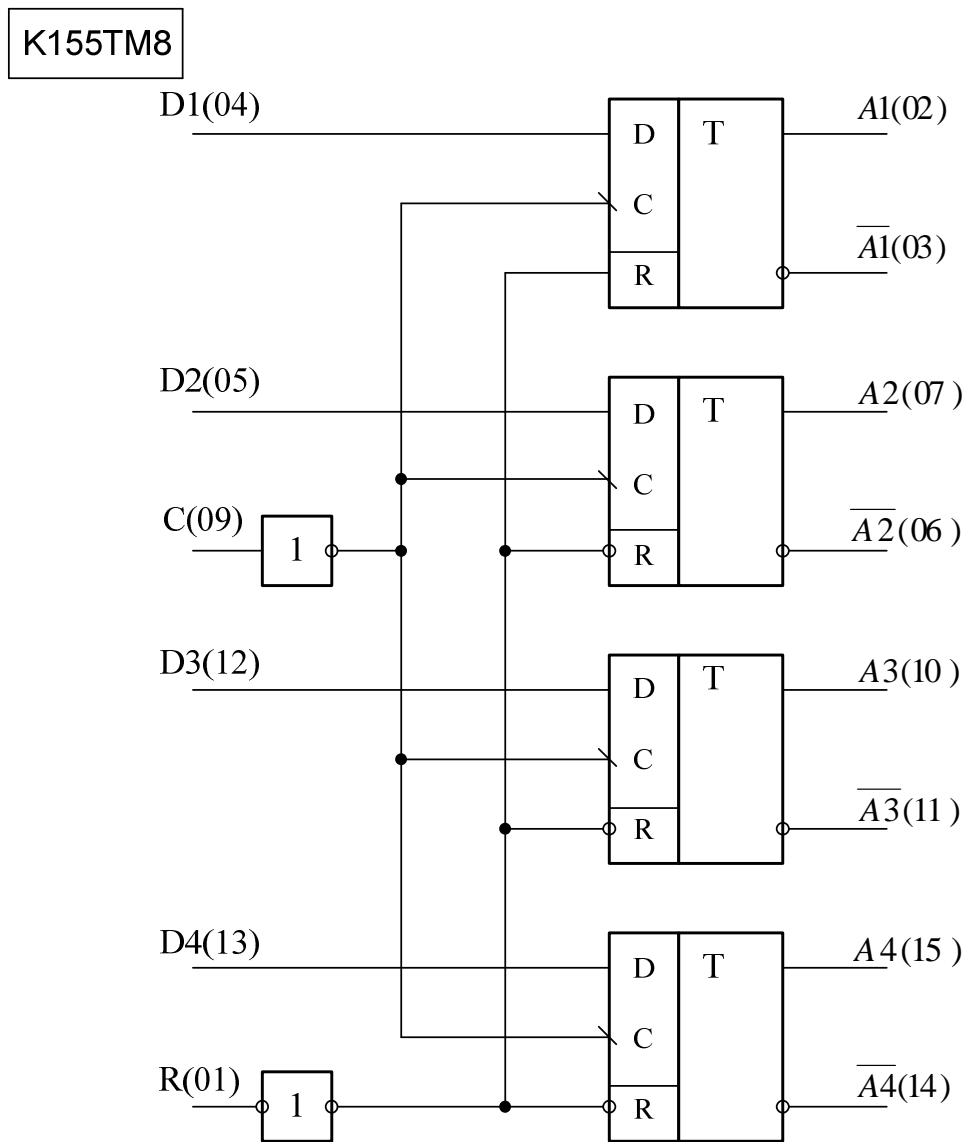 K155TM8
D1(04)
D T A1(02)
C
R A1(03)
D2(05)
D T A2(07)
C
C(09) 1
R A2(06)
D3(12)
D T A3(10)
C
R A3(11)
D4(13)
D T A4(15)
C
R(01) 1
R A4(14)